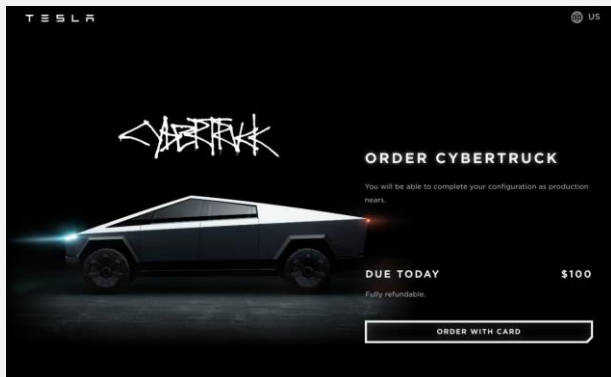 TESLA
US
CYBERTRUCK
ORDER CYBERTRUCK
You will be able to complete your configuration as production
nears.
DUE TODAY $100
Fully refundable.
ORDER WITH CARD